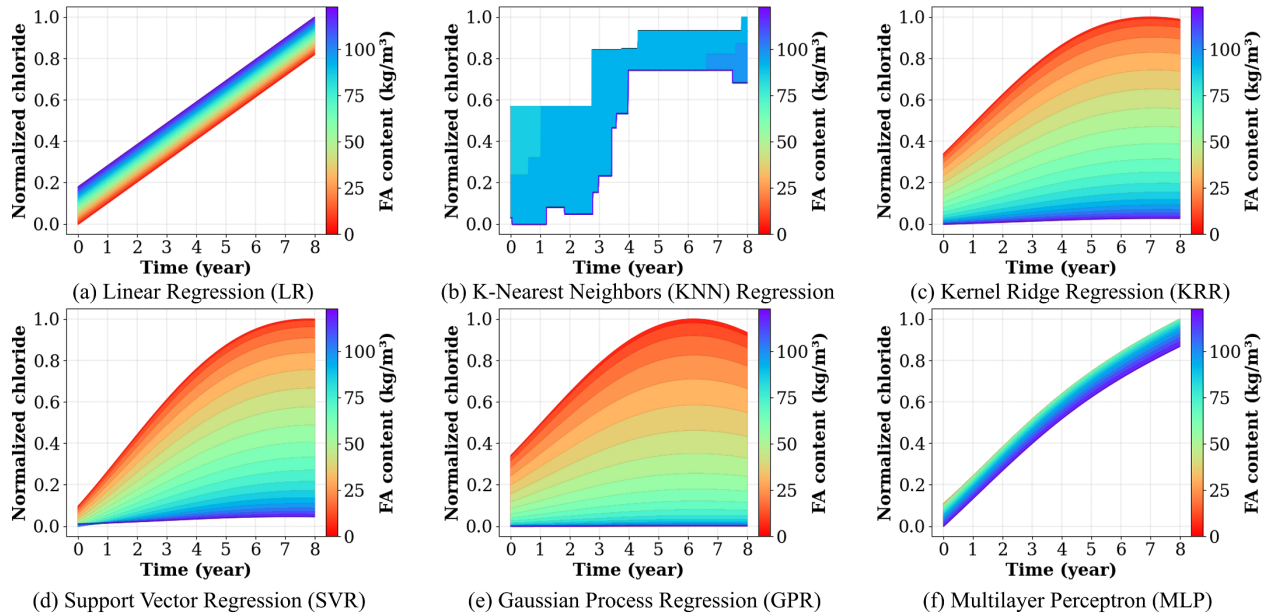 Normalized chloride
1.0
0.8
0.6
0.4
0.2
0.0
0 1 2 3 4 5 6 7 8
Time (year)
100
75
50
25
0
FA content (kg/m³)
(a) Linear Regression (LR)
Normalized chloride
1.0
0.8
0.6
0.4
0.2
0.0
0 1 2 3 4 5 6 7 8
Time (year)
100
75
50
25
0
FA content (kg/m³)
(b) K-Nearest Neighbors (KNN) Regression
Normalized chloride
1.0
0.8
0.6
0.4
0.2
0.0
0 1 2 3 4 5 6 7 8
Time (year)
100
75
50
25
0
FA content (kg/m³)
(c) Kernel Ridge Regression (KRR)
Normalized chloride
1.0
0.8
0.6
0.4
0.2
0.0
0 1 2 3 4 5 6 7 8
Time (year)
100
75
50
25
0
FA content (kg/m³)
(d) Support Vector Regression (SVR)
Normalized chloride
1.0
0.8
0.6
0.4
0.2
0.0
0 1 2 3 4 5 6 7 8
Time (year)
100
75
50
25
0
FA content (kg/m³)
(e) Gaussian Process Regression (GPR)
Normalized chloride
1.0
0.8
0.6
0.4
0.2
0.0
0 1 2 3 4 5 6 7 8
Time (year)
100
75
50
25
0
FA content (kg/m³)
(f) Multilayer Perceptron (MLP)